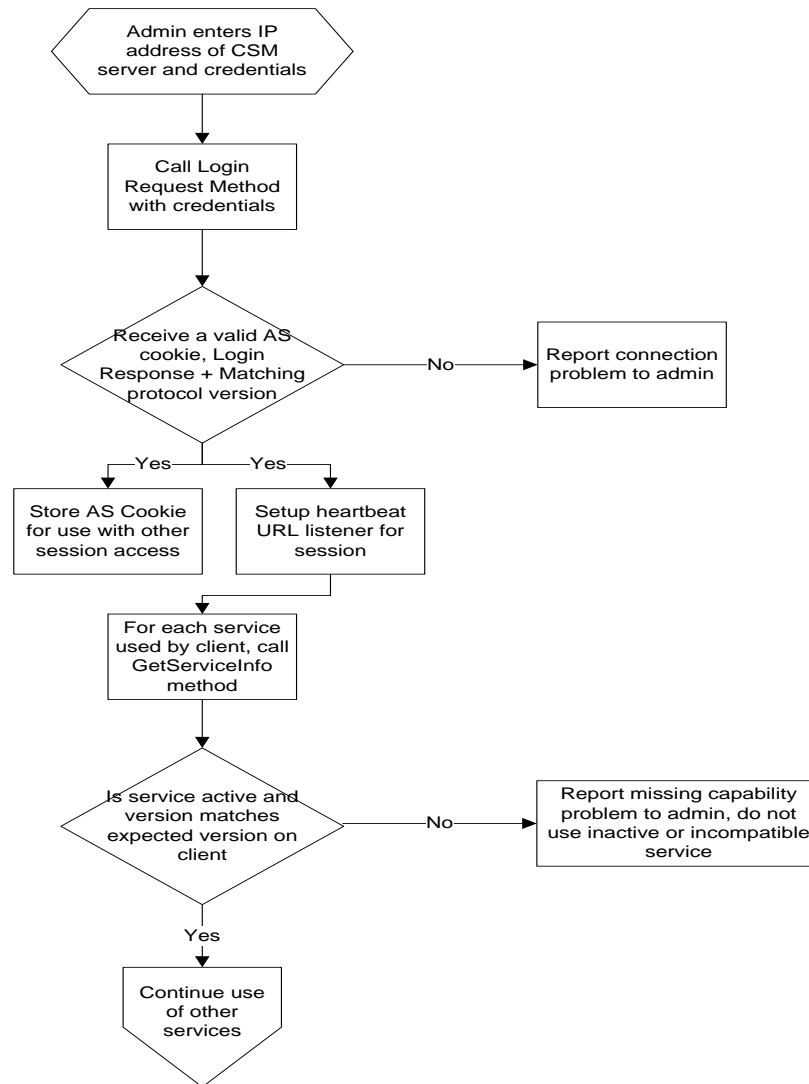 Admin enters IP
address of CSM
server and credentials
Call Login
Request Method
with credentials
Receive a valid AS
cookie, Login
Response + Matching
protocol version
No
Report connection
problem to admin
Yes
Yes
Store AS Cookie
for use with other
session access
Setup heartbeat
URL listener for
session
For each service
used by client, call
GetServiceInfo
method
Is service active and
version matches
expected version on
client
No
Report missing capability
problem to admin, do not
use inactive or incompatible
service
Yes
Continue use
of other
services